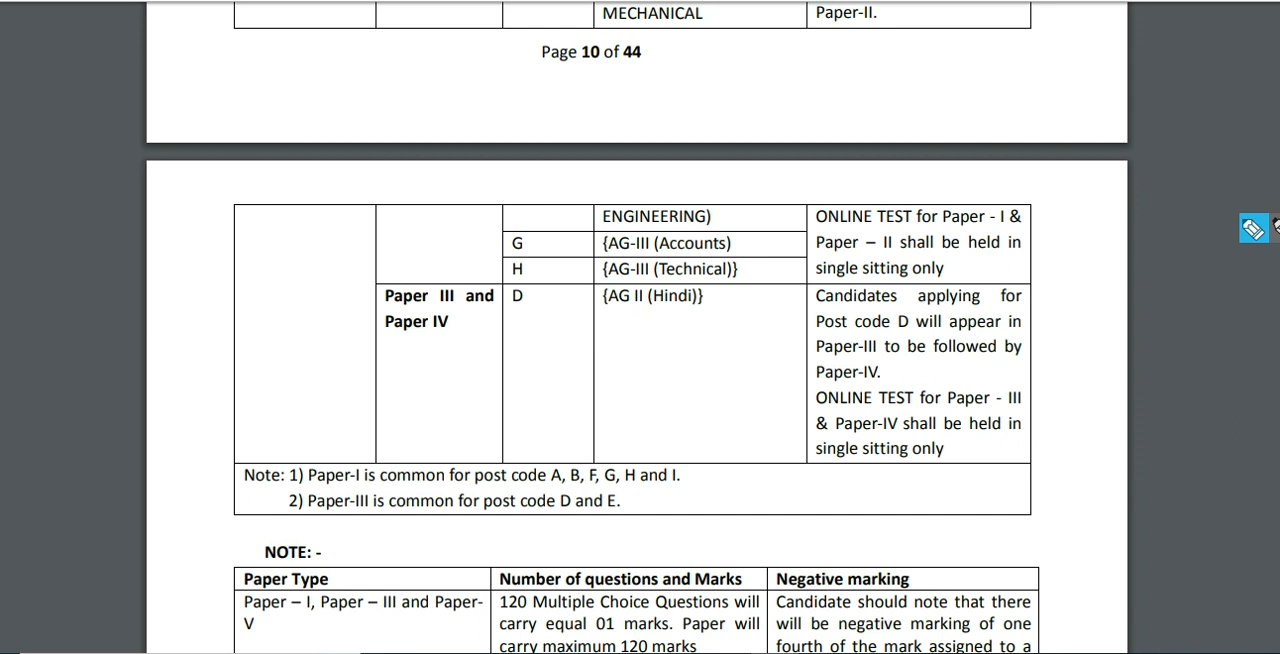 MECHANICAL
Paper-II.
Page 10 of 44
ENGINEERING)
G
{AG-III (Accounts)
H
{AG-III (Technical)}
ONLINE TEST for Paper - I &
Paper – II shall be held in
single sitting only
Paper III and
Paper IV
D
{AG II (Hindi)}
Candidates applying for
Post code D will appear in
Paper-III to be followed by
Paper-IV.
ONLINE TEST for Paper - III
& Paper-IV shall be held in
single sitting only
Note: 1) Paper-I is common for post code A, B, F, G, H and I.
2) Paper-III is common for post code D and E.
NOTE: -
Paper Type
Number of questions and Marks
Negative marking
Paper – I, Paper – III and Paper-
V
120 Multiple Choice Questions will
carry equal 01 marks. Paper will
carry maximum 120 marks
Candidate should note that there
will be negative marking of one
fourth of the mark assigned to a